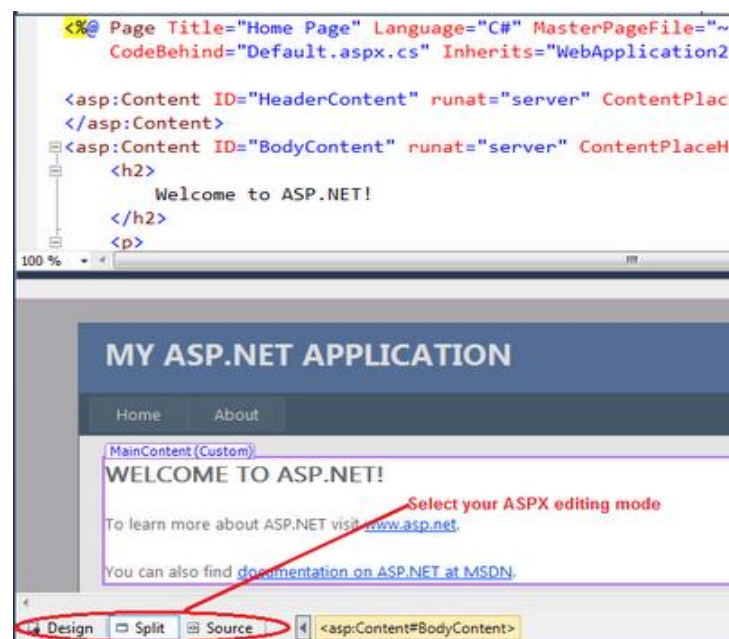 <%@ Page Title="Home Page" Language="C#" MasterPageFile="~
CodeBehind="Default.aspx.cs" Inherits="WebApplication2
<asp:Content ID="HeaderContent" runat="server" ContentPlac
</asp:Content>
<asp:Content ID="BodyContent" runat="server" ContentPlaceH
<h2>
Welcome to ASP.NET!
</h2>
<p>
100 %
MY ASP.NET APPLICATION
Home About
MainContent (Custom)
WELCOME TO ASP.NET!
Select your ASPX editing mode
To learn more about ASP.NET visit www.asp.net.
You can also find documentation on ASP.NET at MSDN.
Design Split Source <asp:Content#BodyContent>